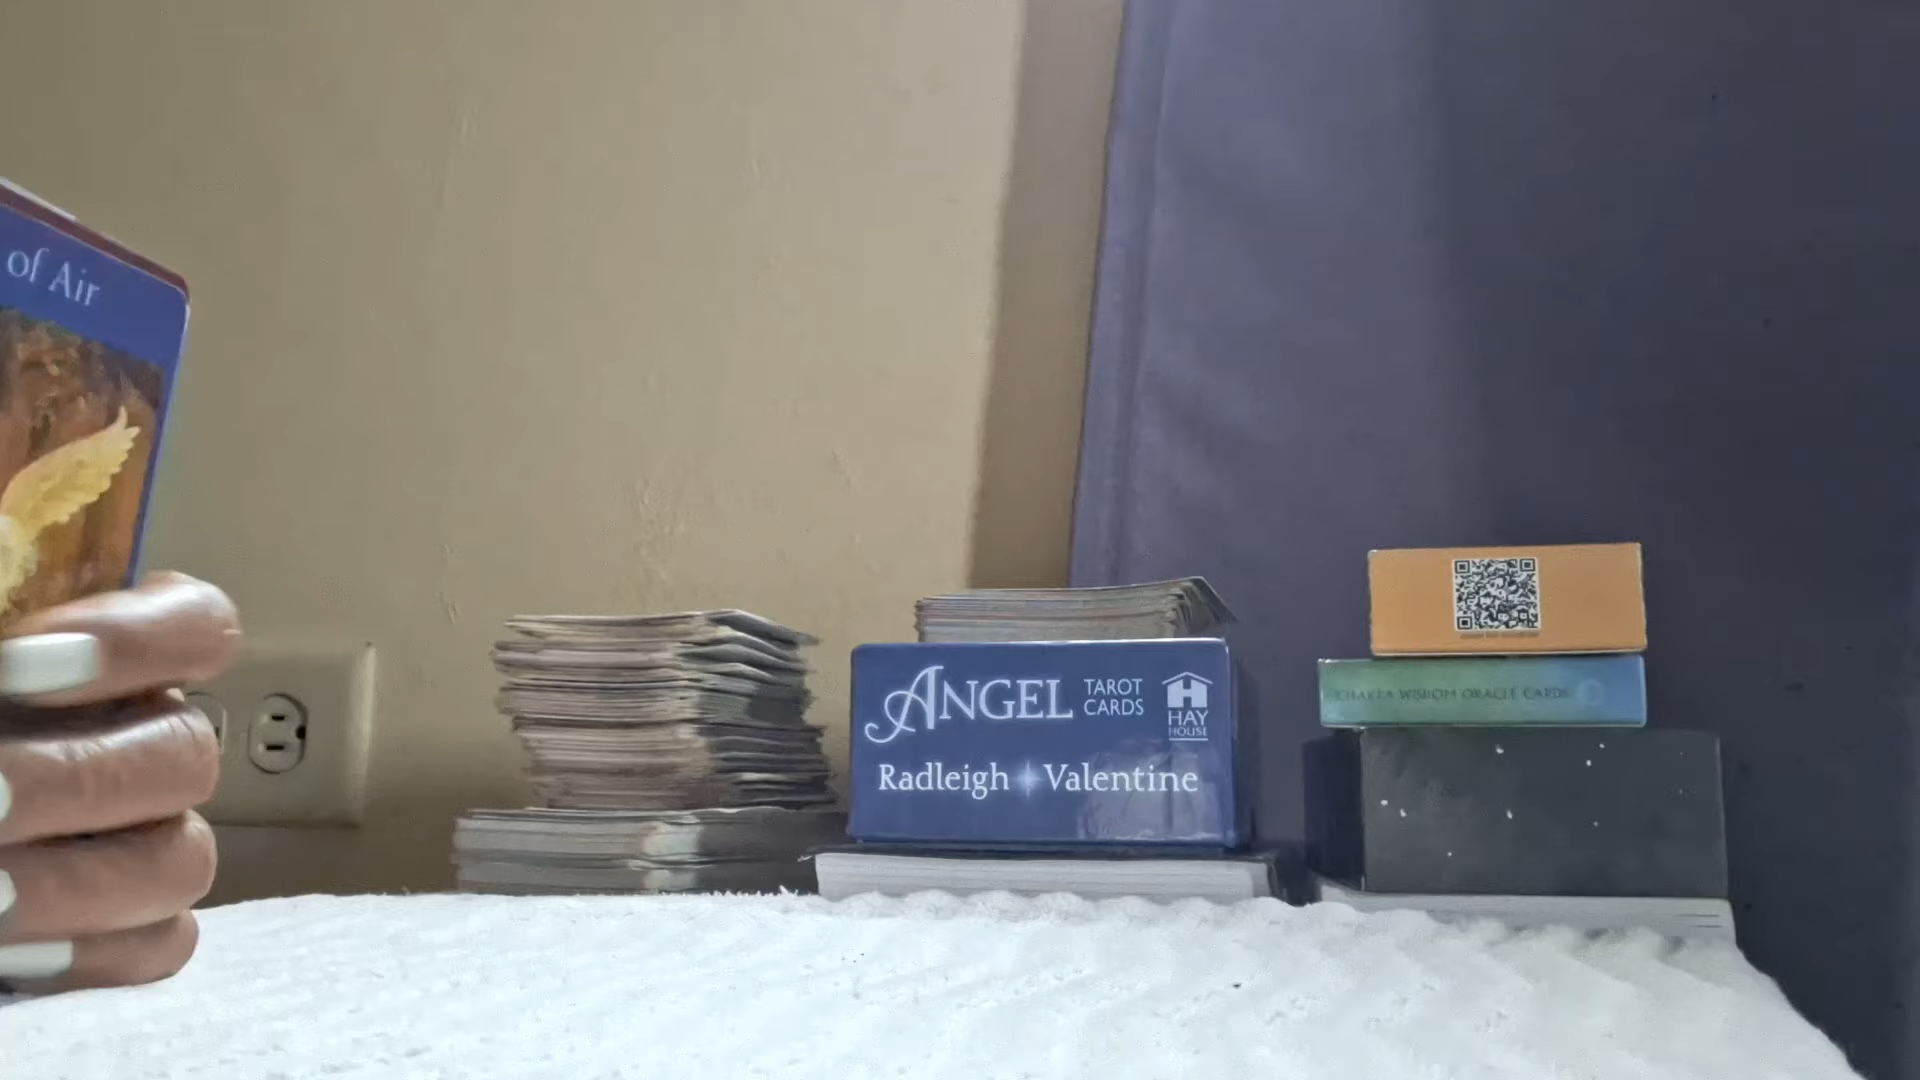 of Air
ANGEL TAROT CARDS
HAY HOUSE
Radleigh Valentine
CHAKRA WISDOM ORACLE CARDS